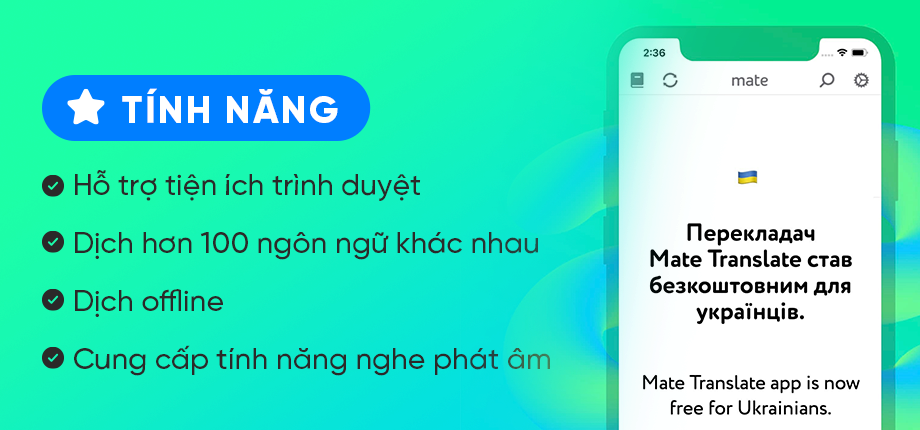 TÍNH NĂNG
Hỗ trợ tiện ích trình duyệt
Dịch hơn 100 ngôn ngữ khác nhau
Dịch offline
Cung cấp tính năng nghe phát âm
2:36
mate
Перекладач
Mate Translate став
безкоштовним для
українців.
Mate Translate app is now
free for Ukrainians.